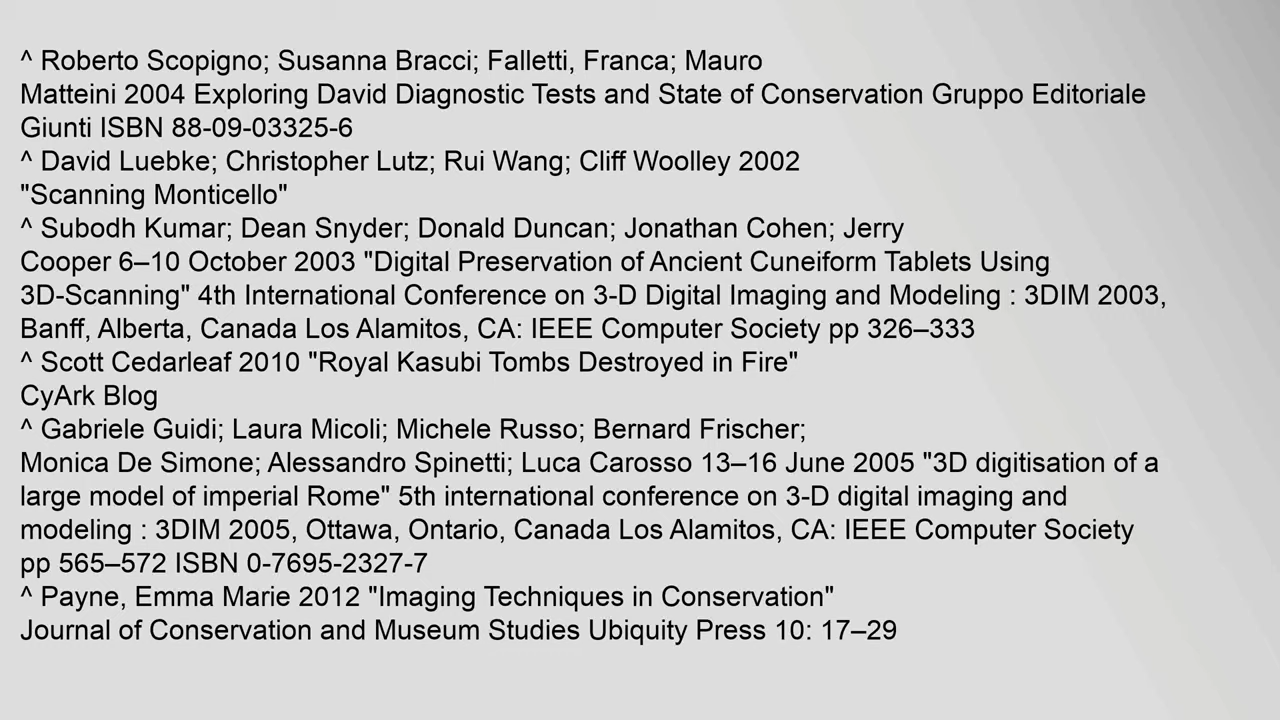 ^ Roberto Scopigno; Susanna Bracci; Falletti, Franca; Mauro
Matteini 2004 Exploring David Diagnostic Tests and State of Conservation Gruppo Editoriale
Giunti ISBN 88-09-03325-6
^ David Luebke; Christopher Lutz; Rui Wang; Cliff Woolley 2002
"Scanning Monticello"
^ Subodh Kumar; Dean Snyder; Donald Duncan; Jonathan Cohen; Jerry
Cooper 6–10 October 2003 "Digital Preservation of Ancient Cuneiform Tablets Using
3D-Scanning" 4th International Conference on 3-D Digital Imaging and Modeling : 3DIM 2003,
Banff, Alberta, Canada Los Alamitos, CA: IEEE Computer Society pp 326–333
^ Scott Cedarleaf 2010 "Royal Kasubi Tombs Destroyed in Fire"
CyArk Blog
^ Gabriele Guidi; Laura Micoli; Michele Russo; Bernard Frischer;
Monica De Simone; Alessandro Spinetti; Luca Carosso 13–16 June 2005 "3D digitisation of a
large model of imperial Rome" 5th international conference on 3-D digital imaging and
modeling : 3DIM 2005, Ottawa, Ontario, Canada Los Alamitos, CA: IEEE Computer Society
pp 565–572 ISBN 0-7695-2327-7
^ Payne, Emma Marie 2012 "Imaging Techniques in Conservation"
Journal of Conservation and Museum Studies Ubiquity Press 10: 17–29